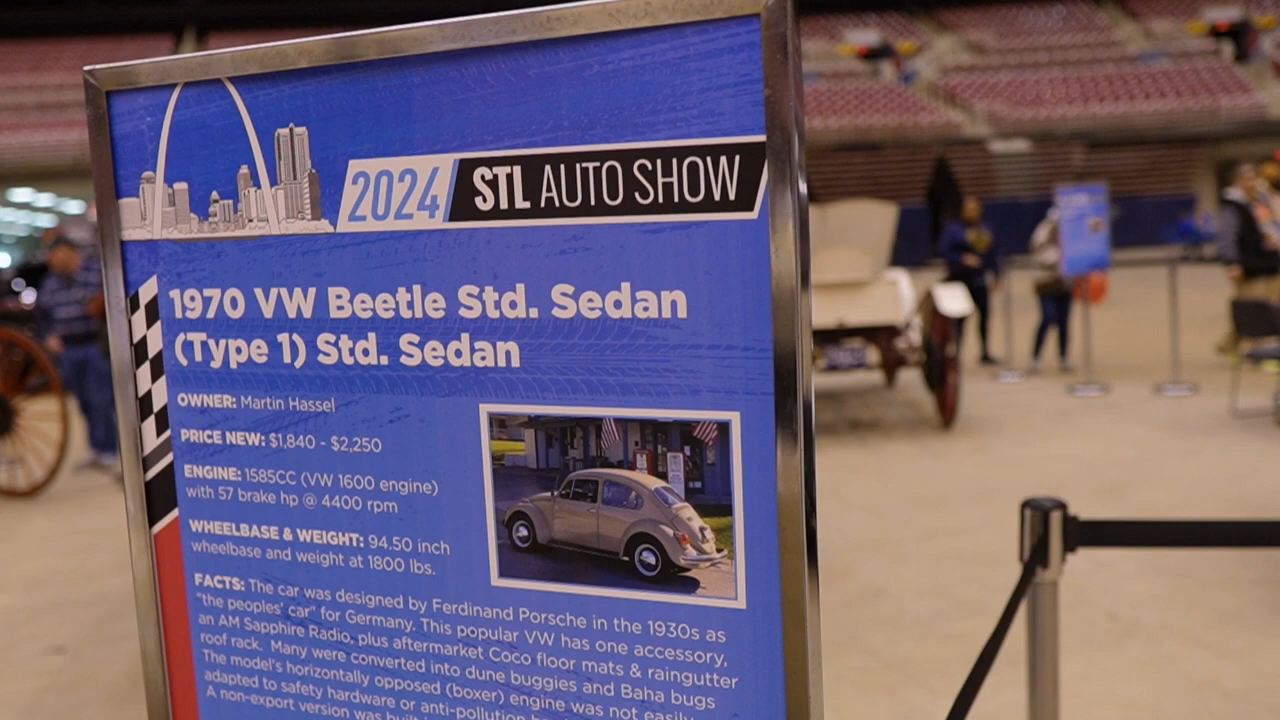 2024 STL AUTO SHOW
1970 VW Beetle Std. Sedan
(Type 1) Std. Sedan
OWNER: Martin Hassel
PRICE NEW: $1,840 - $2,250
ENGINE: 1585CC (VW 1600 engine)
with 57 brake hp @ 4400 rpm
WHEELBASE & WEIGHT: 94.50 inch
wheelbase and weight at 1800 lbs.
FACTS: The car was designed by Ferdinand Porsche in the 1930s as
"the peoples' car" for Germany. This popular VW has one accessory,
an AM Sapphire Radio, plus aftermarket Coco floor mats & raingutter
roof rack. Many were converted into dune buggies and Baha bugs
The model's horizontally opposed (boxer) engine was not easily
adapted to safety hardware or anti-pollution
A non-export version was built